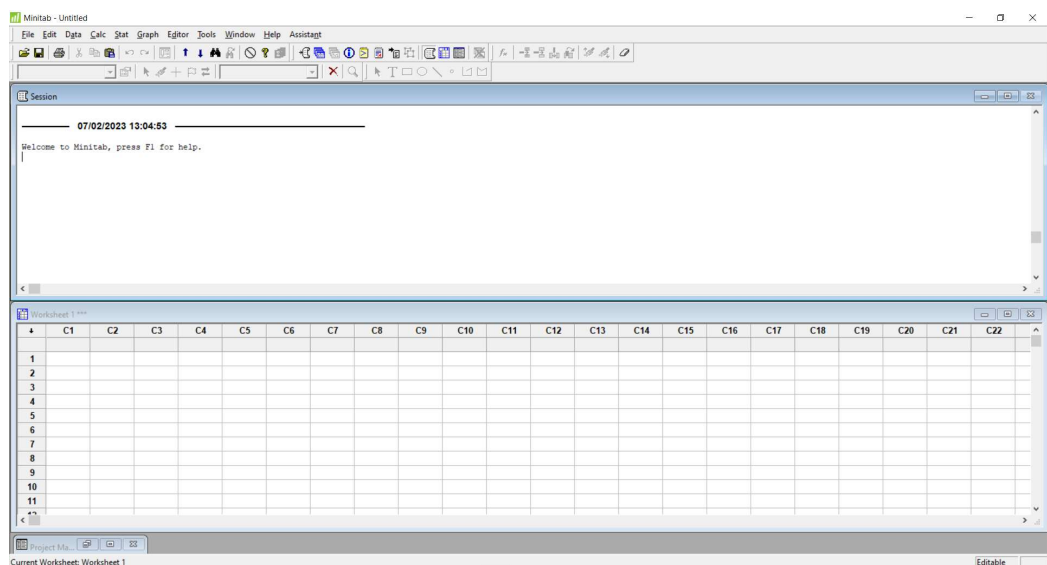 Minitab - Untitled
File Edit Data Calc Stat Graph Editor Tools Window Help Assistant
Session
07/02/2023 13:04:53
Welcome to Minitab, press F1 for help.
Worksheet 1 ***
C1 C2 C3 C4 C5 C6 C7 C8 C9 C10 C11 C12 C13 C14 C15 C16 C17 C18 C19 C20 C21 C22
1
2
3
4
5
6
7
8
9
10
11
Project Ma...
Current Worksheet: Worksheet 1 Editable